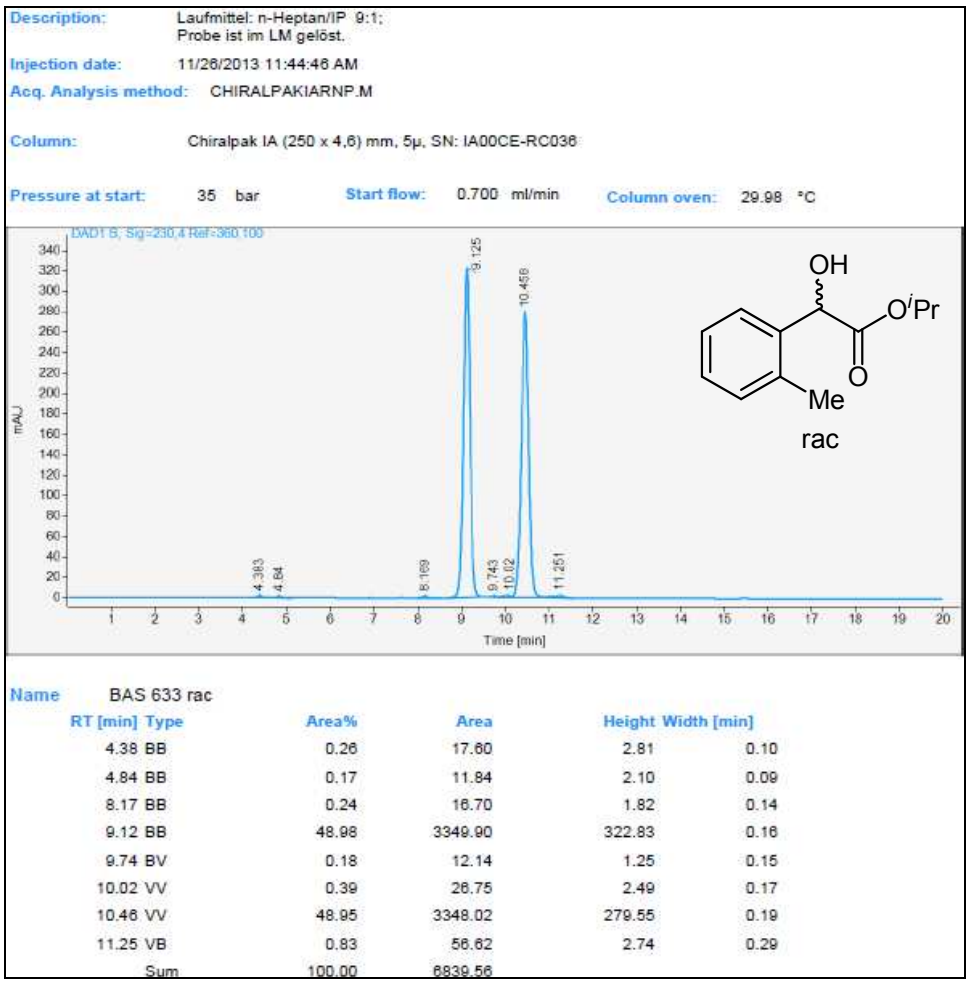 Description: Laufmittel: n-Heptan/IP 9:1;
Probe ist im LM gelöst.
Injection date: 11/26/2013 11:44:46 AM
Acq. Analysis method: CHIRALPAKIARNP.M
Column: Chiralpak IA (250 x 4,6) mm, 5µ, SN: IA00CE-RC036
Pressure at start: 35 bar Start flow: 0.700 ml/min Column oven: 29.98 °C
DAD1 B, Sig=230,4 Ref=360,100
340
320
300
280
260
240
220
200
180
160
140
120
100
80
60
40
20
0
mAU
4.383
4.84
8.169
9.125
9.743
10.02
10.458
11.251
OH
O iPr
O
Me
rac
1 2 3 4 5 6 7 8 9 10 11 12 13 14 15 16 17 18 19 20
Time [min]
Name BAS 633 rac
RT [min] Type Area% Area Height Width [min]
4.38 BB 0.26 17.60 2.81 0.10
4.84 BB 0.17 11.84 2.10 0.09
8.17 BB 0.24 16.70 1.82 0.14
9.12 BB 48.98 3349.90 322.83 0.16
9.74 BV 0.18 12.14 1.25 0.15
10.02 VV 0.39 26.75 2.49 0.17
10.46 VV 48.95 3348.02 279.55 0.19
11.25 VB 0.83 56.62 2.74 0.29
Sum 100.00 6839.56